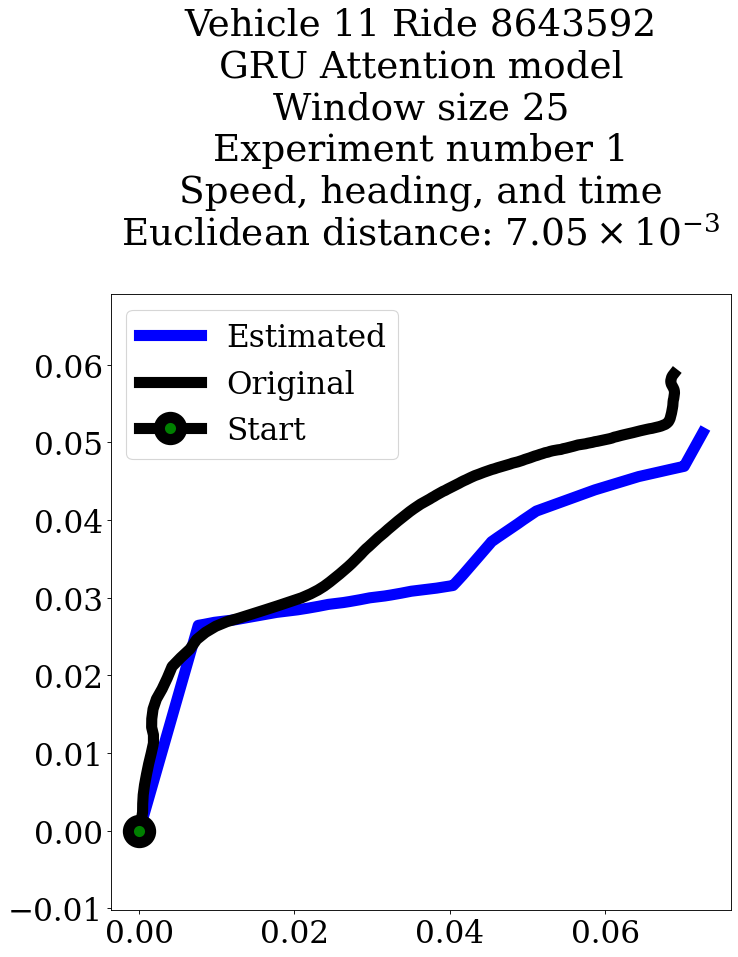 Vehicle 11 Ride 8643592
GRU Attention model
Window size 25
Experiment number 1
Speed, heading, and time
Euclidean distance: 7.05 × 10⁻³
Estimated
Original
Start
0.06
0.05
0.04
0.03
0.02
0.01
0.00
−0.01
0.00 0.02 0.04 0.06